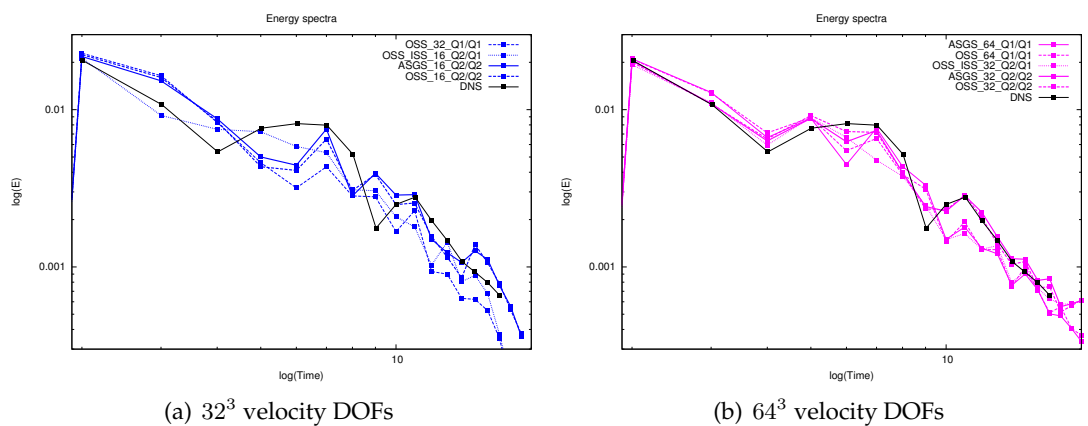 Energy spectra
OSS_32_Q1/Q1
OSS_ISS_16_Q2/Q1
ASGS_16_Q2/Q2
OSS_16_Q2/Q2
DNS
0.01
0.001
10
log(E)
log(Time)
(a) 32³ velocity DOFs
Energy spectra
ASGS_64_Q1/Q1
OSS_64_Q1/Q1
OSS_ISS_32_Q2/Q1
ASGS_32_Q2/Q2
OSS_32_Q2/Q2
DNS
0.01
0.001
10
log(E)
log(Time)
(b) 64³ velocity DOFs